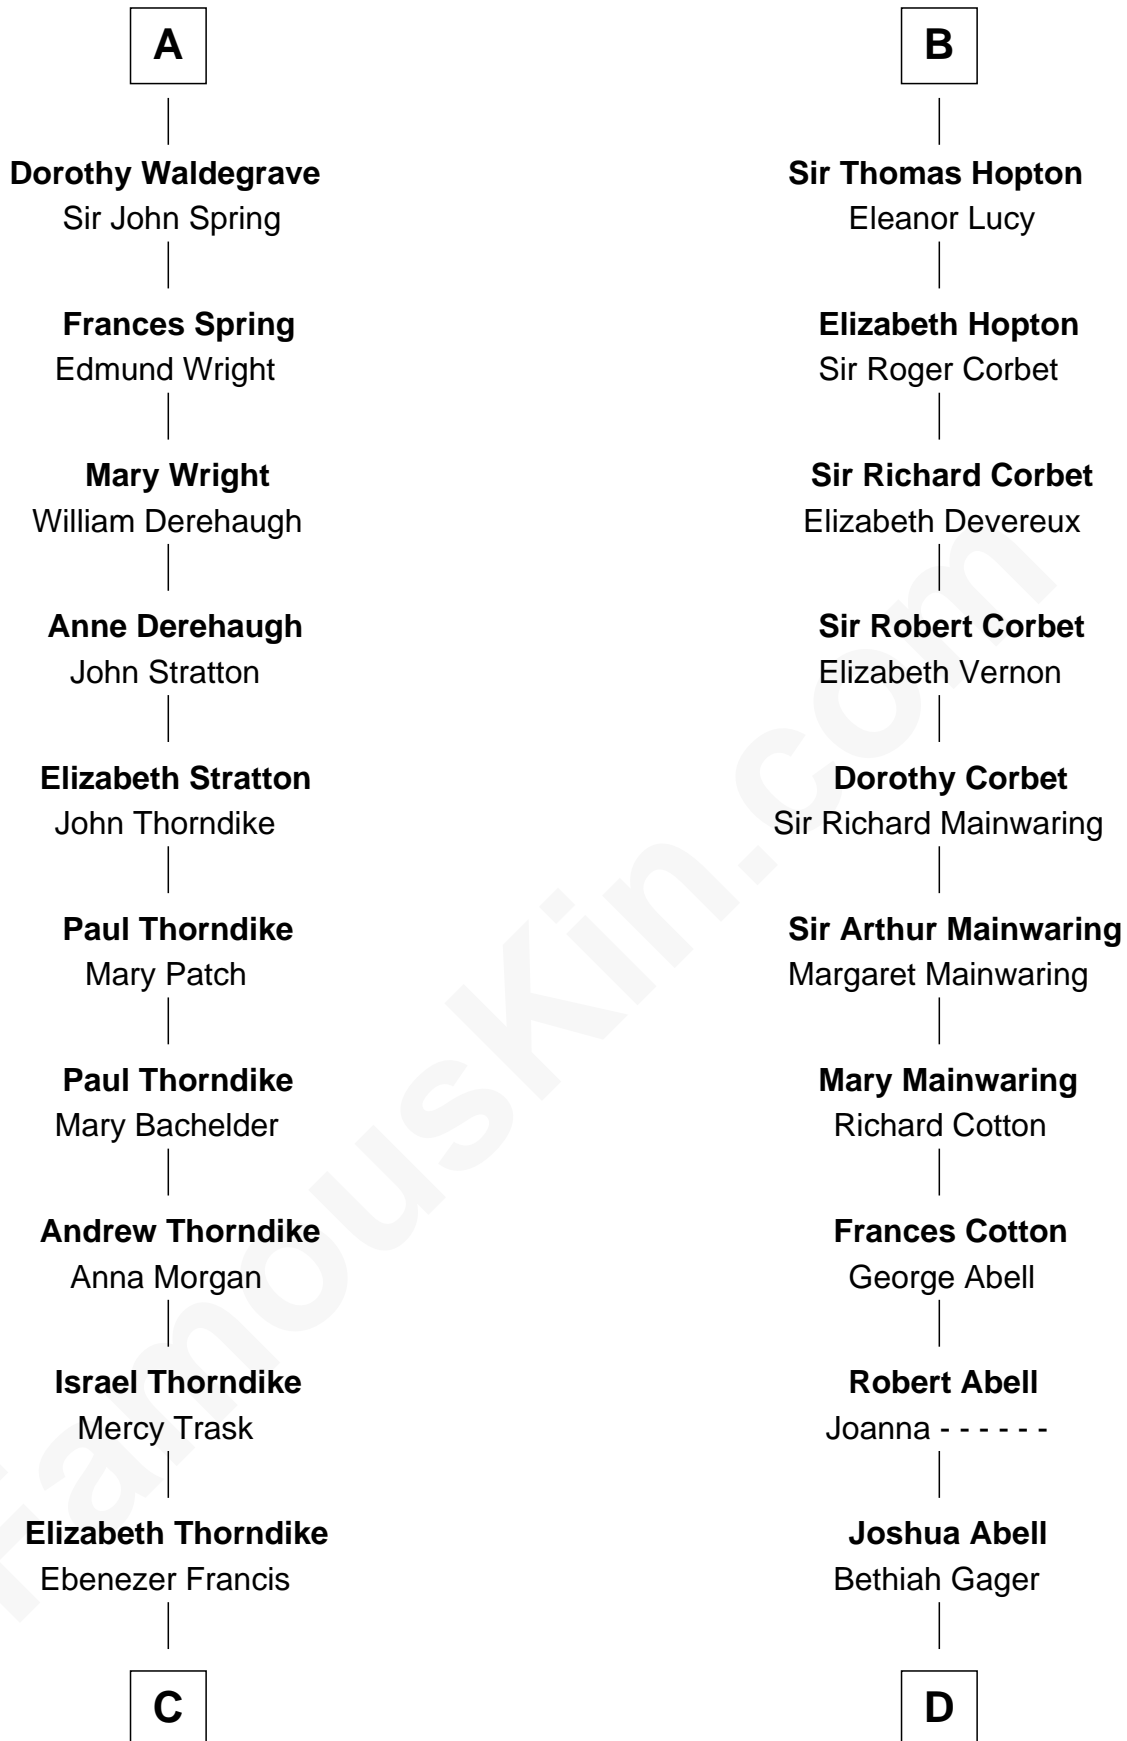 A
Dorothy Waldegrave
Sir John Spring
Frances Spring
Edmund Wright
Mary Wright
William Derehaugh
Anne Derehaugh
John Stratton
Elizabeth Stratton
John Thorndike
Paul Thorndike
Mary Patch
Paul Thorndike
Mary Bachelder
Andrew Thorndike
Anna Morgan
Israel Thorndike
Mercy Trask
Elizabeth Thorndike
Ebenezer Francis
C
B
Sir Thomas Hopton
Eleanor Lucy
Elizabeth Hopton
Sir Roger Corbet
Sir Richard Corbet
Elizabeth Devereux
Sir Robert Corbet
Elizabeth Vernon
Dorothy Corbet
Sir Richard Mainwaring
Sir Arthur Mainwaring
Margaret Mainwaring
Mary Mainwaring
Richard Cotton
Frances Cotton
George Abell
Robert Abell
Joanna - - - - - -
Joshua Abell
Bethiah Gager
D
FamousKin.com